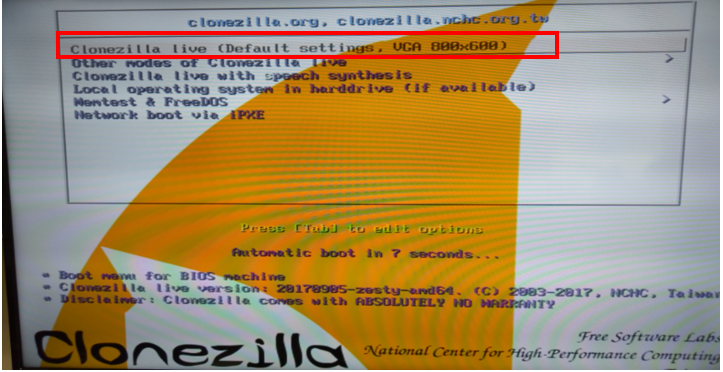 clonezilla.org, clonezilla.nchc.org.tw
Clonezilla live (Default settings, VGA 800x600)
Other modes of Clonezilla live >
Clonezilla live with speech synthesis
Local operating system in harddrive (if available)
Memtest & FreeDOS >
Network boot via iPXE
Press [Tab] to edit options
Automatic boot in 7 seconds...
* Boot menu for BIOS machine
* Clonezilla live version: 20170905-zesty-amd64. (C) 2003-2017, NCHC, Taiwan
* Disclaimer: Clonezilla comes with ABSOLUTELY NO WARRANTY
Clonezilla
Free Software Labs
National Center for High-Performance Computing